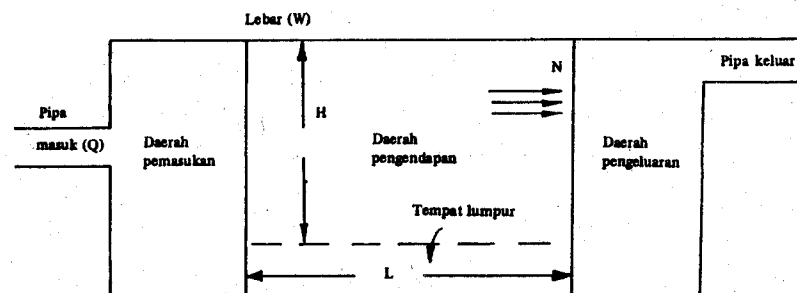 Lebar (W)
N
Pipa keluar
Pipa
masuk (Q)
H
Daerah
pemasukan
Daerah
pengendapan
Daerah
pengeluaran
Tempat lumpur
L